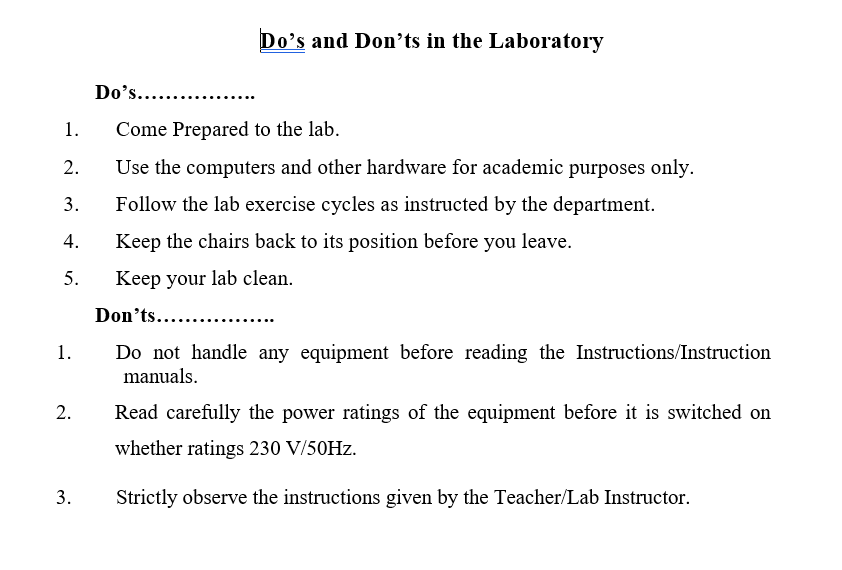 Do’s and Don’ts in the Laboratory
Do’s……………..
1. Come Prepared to the lab.
2. Use the computers and other hardware for academic purposes only.
3. Follow the lab exercise cycles as instructed by the department.
4. Keep the chairs back to its position before you leave.
5. Keep your lab clean.
Don’ts……………..
1. Do not handle any equipment before reading the Instructions/Instruction
manuals.
2. Read carefully the power ratings of the equipment before it is switched on
whether ratings 230 V/50Hz.
3. Strictly observe the instructions given by the Teacher/Lab Instructor.